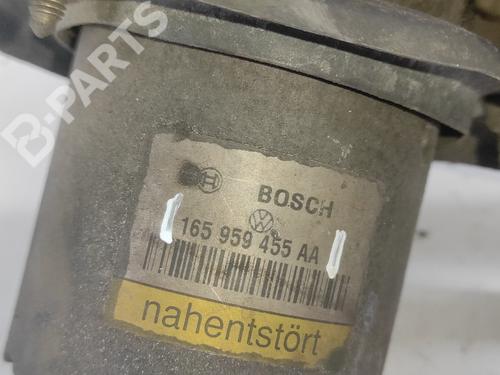 B-PARTS
BOSCH
165 959 455 AA
nahentstört